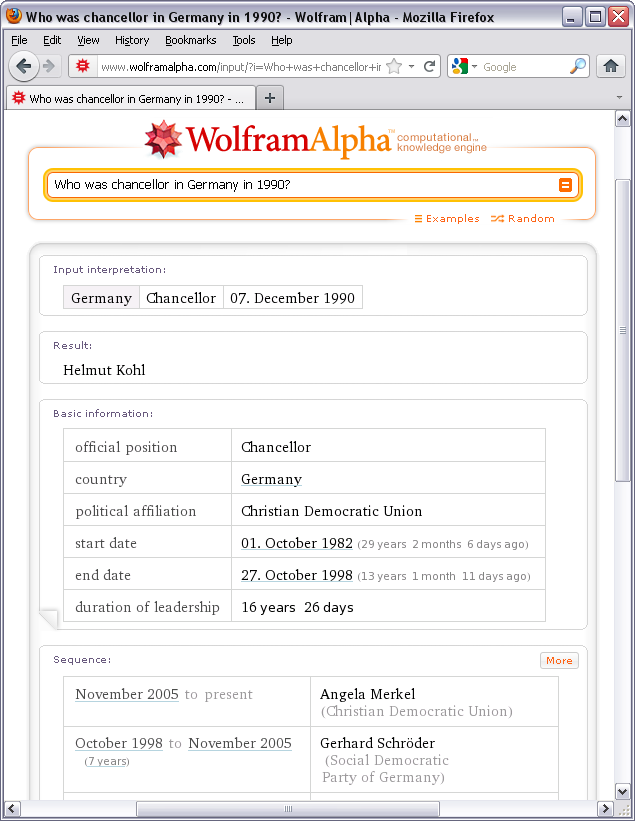 Who was chancellor in Germany in 1990? - Wolfram|Alpha - Mozilla Firefox
File Edit View History Bookmarks Tools Help
www.wolframalpha.com/input/?i=Who+was+chancellor+in
Google
Who was chancellor in Germany in 1990? - ...
WolframAlpha™ computational...
knowledge engine
Who was chancellor in Germany in 1990?
Examples Random
Input interpretation:
Germany Chancellor 07. December 1990
Result:
Helmut Kohl
Basic information:
official position Chancellor
country Germany
political affiliation Christian Democratic Union
start date 01. October 1982 (29 years 2 months 6 days ago)
end date 27. October 1998 (13 years 1 month 11 days ago)
duration of leadership 16 years 26 days
Sequence: More
November 2005 to present Angela Merkel
(Christian Democratic Union)
October 1998 to November 2005 Gerhard Schröder
(7 years) (Social Democratic
Party of Germany)